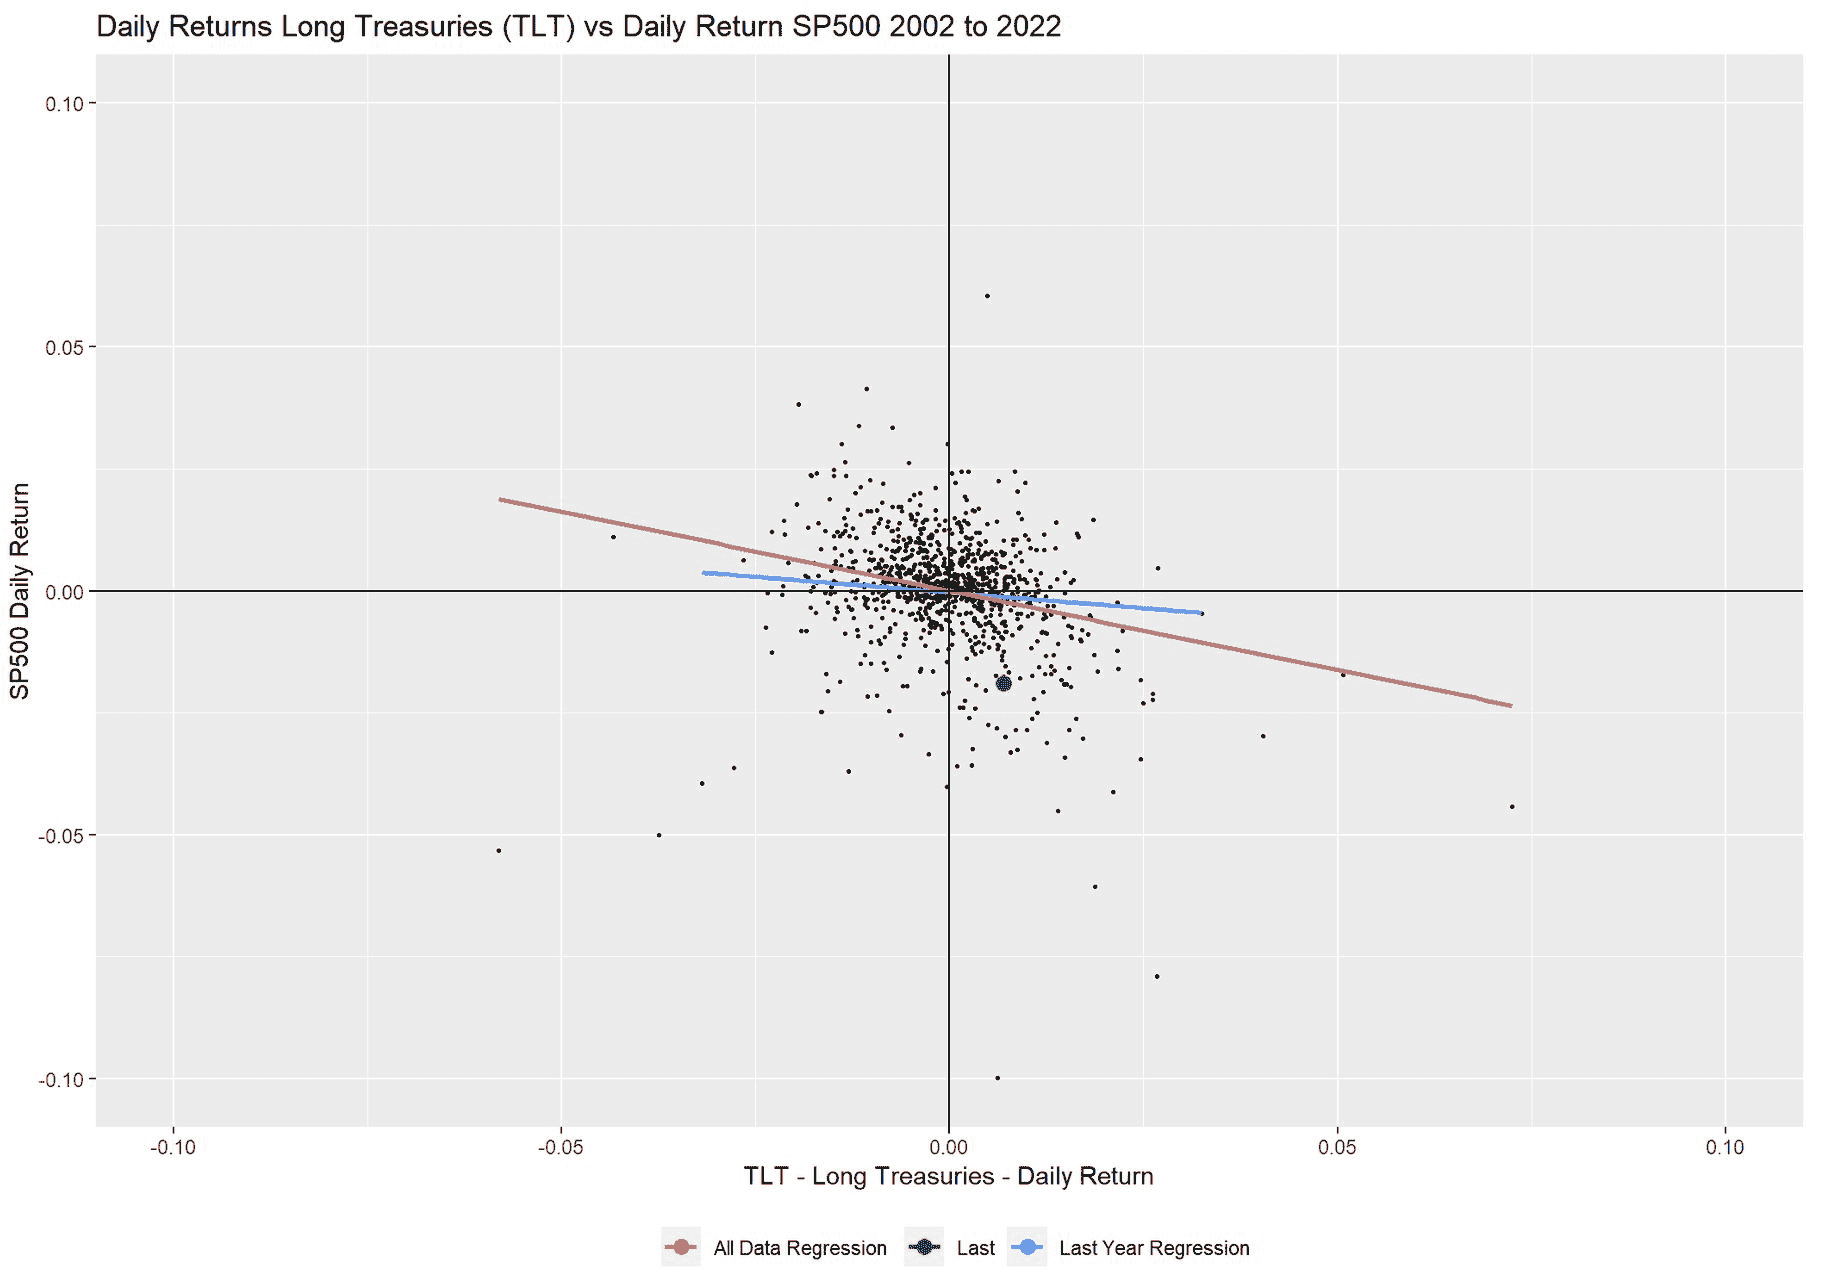 Daily Returns Long Treasuries (TLT) vs Daily Return SP500 2002 to 2022
0.10
0.05
0.00
-0.05
-0.10
SP500 Daily Return
-0.10 -0.05 0.00 0.05 0.10
TLT - Long Treasuries - Daily Return
All Data Regression Last Last Year Regression